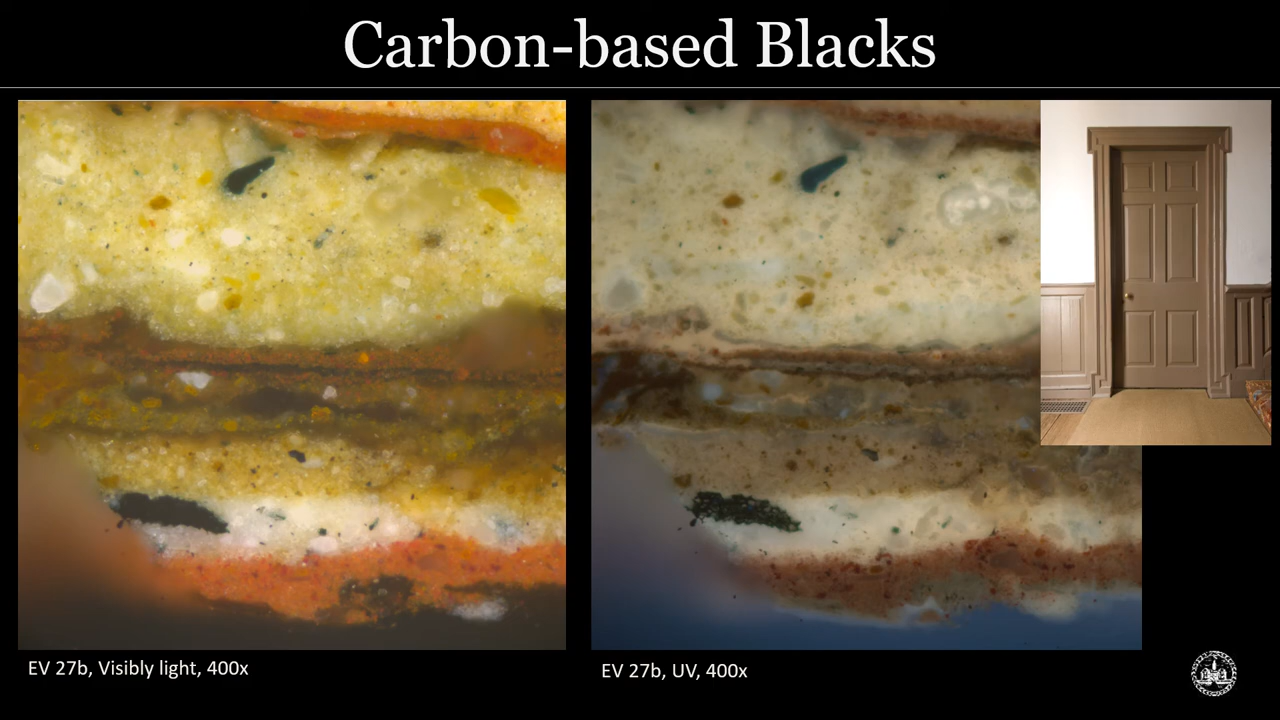 Carbon-based Blacks
EV 27b, Visibly light, 400x
EV 27b, UV, 400x